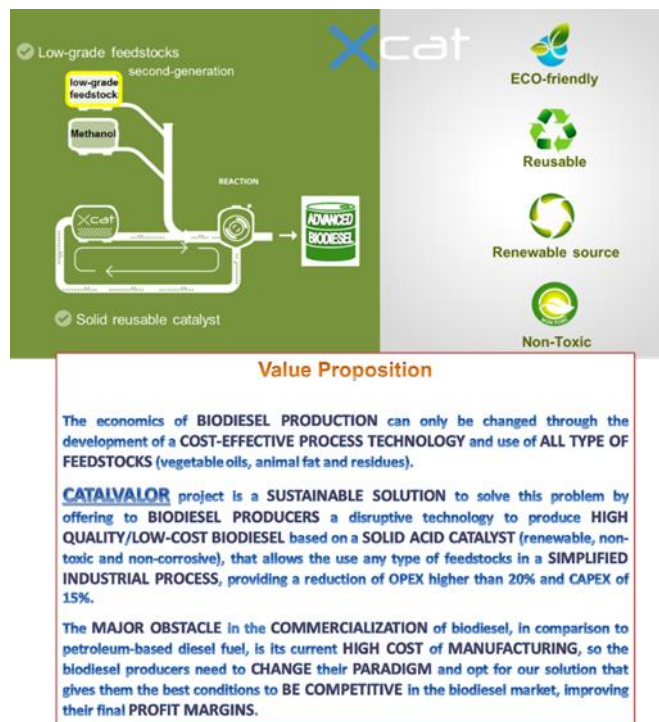 Low-grade feedstocks
second-generation
low-grade
feedstock
Methanol
REACTION
Xcat
ADVANCED
BIODIESEL
Solid reusable catalyst
Xcat
ECO-friendly
Reusable
Renewable source
NON TOXIC
Non-Toxic
Value Proposition
The economics of BIODIESEL PRODUCTION can only be changed through the
development of a COST-EFFECTIVE PROCESS TECHNOLOGY and use of ALL TYPE OF
FEEDSTOCKS (vegetable oils, animal fat and residues).
CATALVALOR project is a SUSTAINABLE SOLUTION to solve this problem by
offering to BIODIESEL PRODUCERS a disruptive technology to produce HIGH
QUALITY/LOW-COST BIODIESEL based on a SOLID ACID CATALYST (renewable, non-
toxic and non-corrosive), that allows the use any type of feedstocks in a SIMPLIFIED
INDUSTRIAL PROCESS, providing a reduction of OPEX higher than 20% and CAPEX of
15%.
The MAJOR OBSTACLE in the COMMERCIALIZATION of biodiesel, in comparison to
petroleum-based diesel fuel, is its current HIGH COST of MANUFACTURING, so the
biodiesel producers need to CHANGE their PARADIGM and opt for our solution that
gives them the best conditions to BE COMPETITIVE in the biodiesel market, improving
their final PROFIT MARGINS.